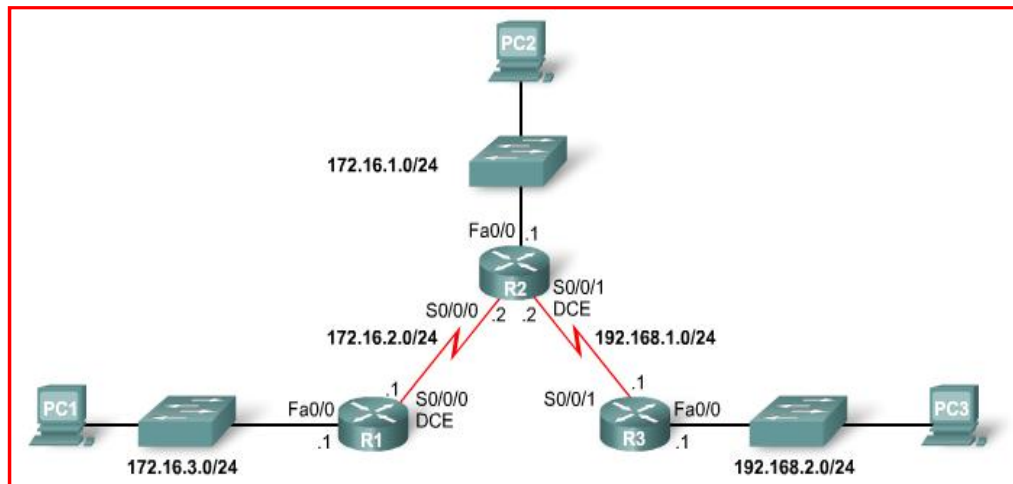 PC2
172.16.1.0/24
Fa0/0
.1
R2
S0/0/1
DCE
S0/0/0
.2
.2
172.16.2.0/24
192.168.1.0/24
.1
S0/0/0
DCE
S0/0/1
.1
PC1
Fa0/0
.1
R1
R3
Fa0/0
.1
PC3
172.16.3.0/24
192.168.2.0/24